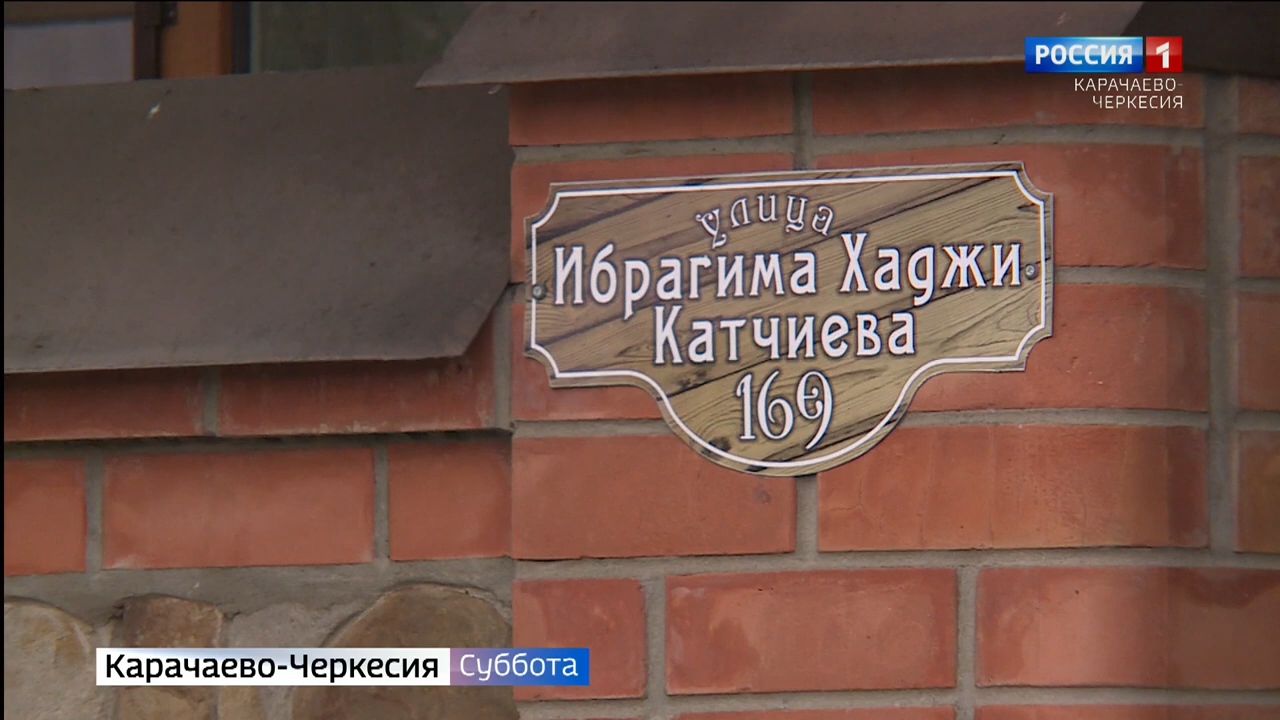 РОССИЯ 1
КАРАЧАЕВО-
ЧЕРКЕСИЯ
улица
Ибрагима Хаджи
Катчиева
169
Карачаево-Черкесия Суббота